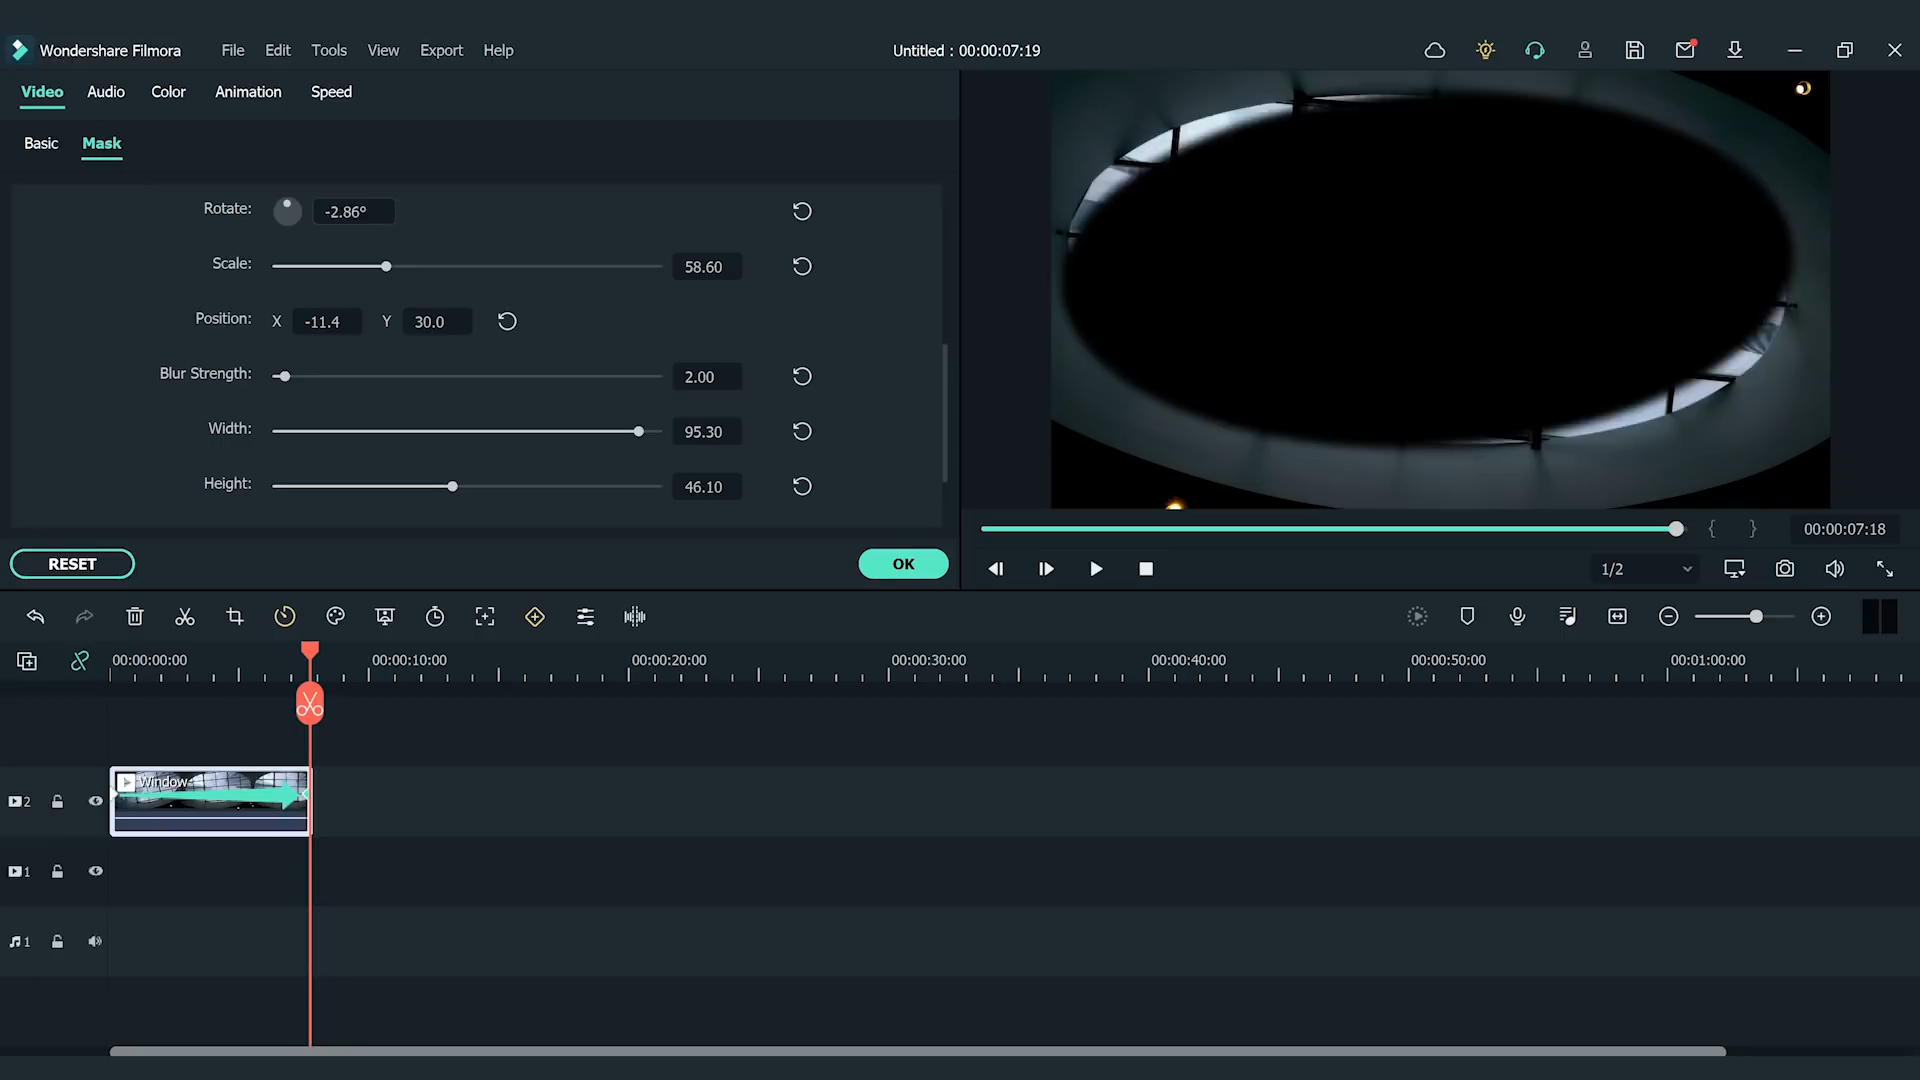 Wondershare Filmora File Edit Tools View Export Help Untitled : 00:00:07:19
Video Audio Color Animation Speed
Basic Mask
Rotate: -2.86°
Scale: 58.60
Position: X -11.4 Y 30.0
Blur Strength: 2.00
Width: 95.30
Height: 46.10
{ } 00:00:07:18
RESET OK 1/2
00:00:00:00 00:00:10:00 00:00:20:00 00:00:30:00 00:00:40:00 00:00:50:00 00:01:00:00
Window
2
1
1